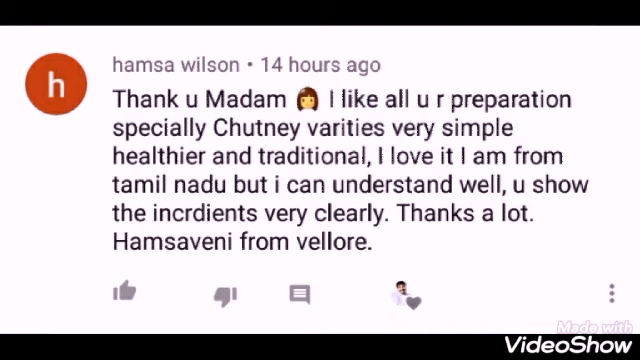 h
hamsa wilson • 14 hours ago
Thank u Madam 👩 I like all u r preparation
specially Chutney varities very simple
healthier and traditional, I love it I am from
tamil nadu but i can understand well, u show
the incrdients very clearly. Thanks a lot.
Hamsaveni from vellore.
Made with
VideoShow